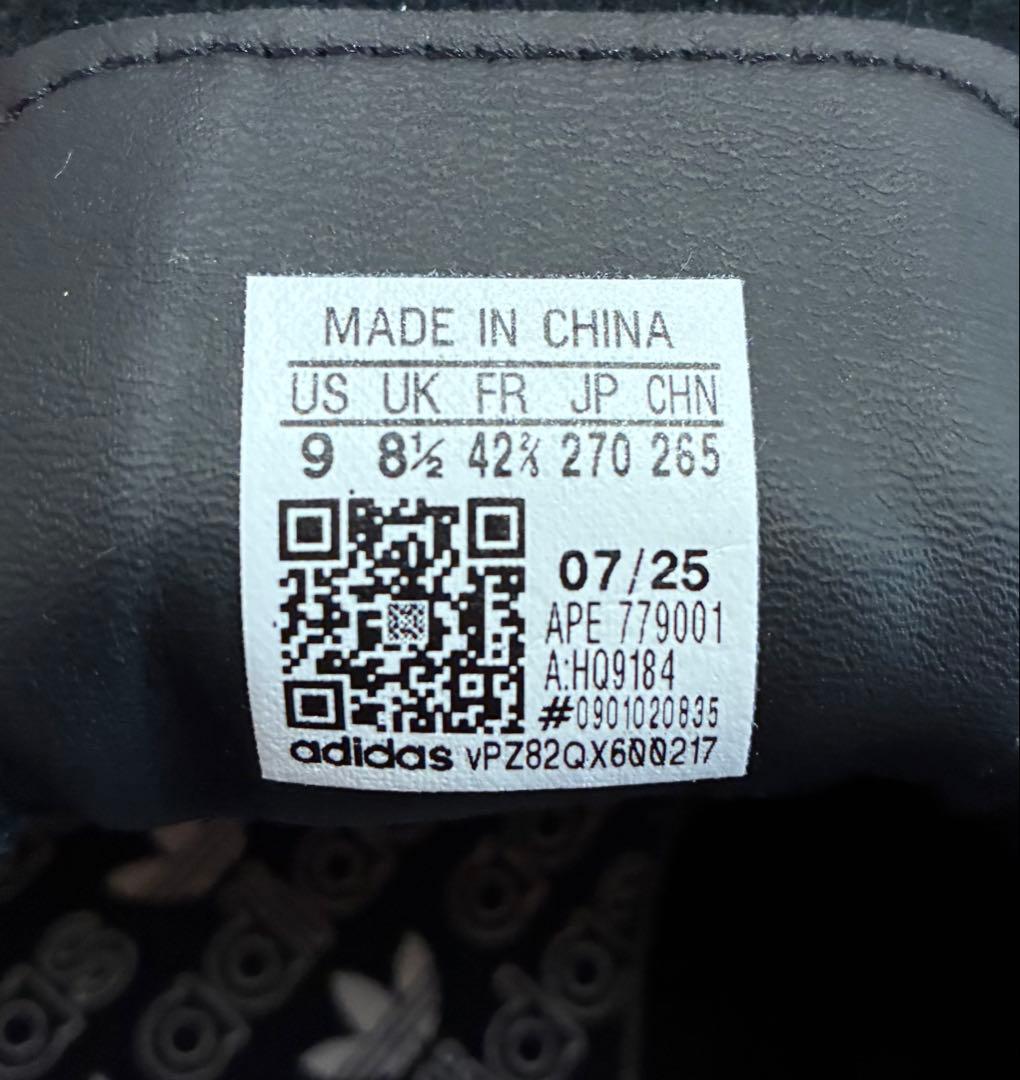 MADE IN CHINA
US UK FR JP CHN
9 8½ 42⅔ 270 265
07/25
APE 779001
A:HQ9184
#0901020835
adidas vPZ82QX600217